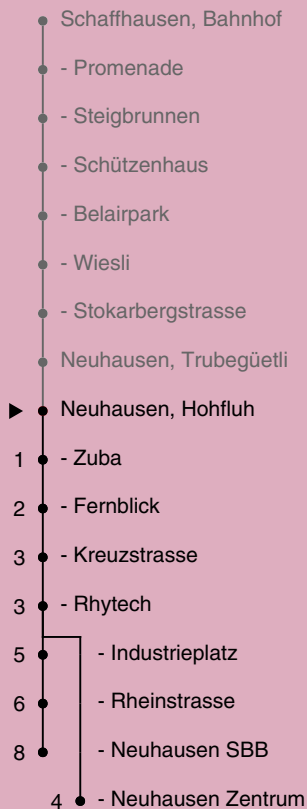 Schaffhausen, Bahnhof
- Promenade
- Steigbrunnen
- Schützenhaus
- Belairpark
- Wiesli
- Stokarbergstrasse
Neuhausen, Trubegüetli
Neuhausen, Hohfluh
1 - Zuba
2 - Fernblick
3 - Kreuzstrasse
3 - Rhytech
5 - Industrieplatz
6 - Rheinstrasse
8 - Neuhausen SBB
4 - Neuhausen Zentrum